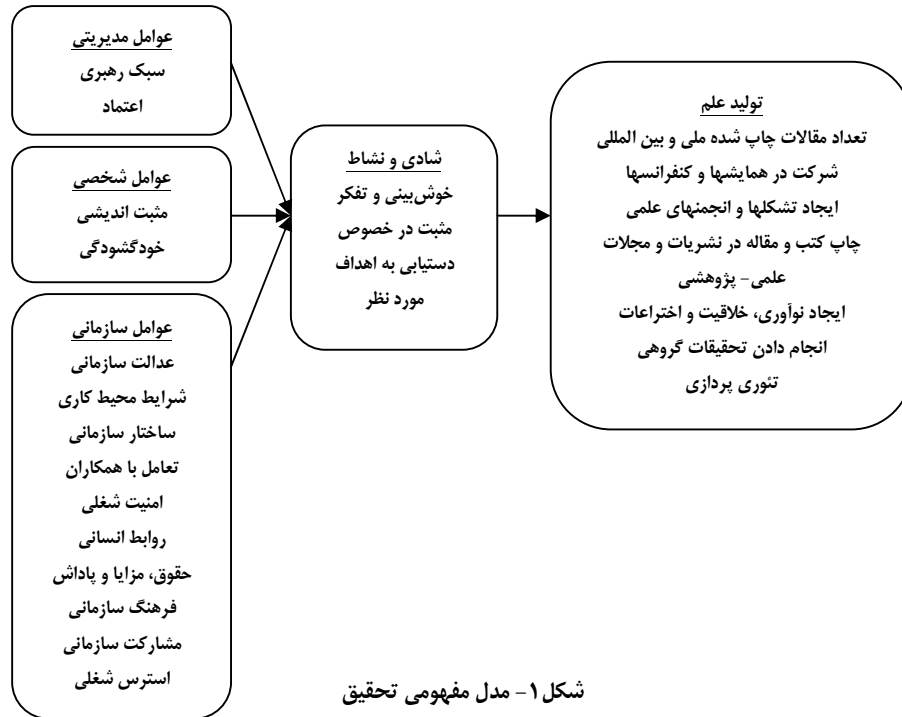 عوامل مدیریتی
سبک رهبری
اعتماد
عوامل شخصی
مثبت اندیشی
خودگشودگی
عوامل سازمانی
عدالت سازمانی
شرایط محیط کاری
ساختار سازمانی
تعامل با همکاران
امنیت شغلی
روابط انسانی
حقوق، مزایا و پاداش
فرهنگ سازمانی
مشارکت سازمانی
استرس شغلی
شادی و نشاط
خوش‌بینی و تفکر
مثبت در خصوص
دستیابی به اهداف
مورد نظر
تولید علم
تعداد مقالات چاپ شده ملی و بین المللی
شرکت در همایشها و کنفرانسها
ایجاد تشکلها و انجمنهای علمی
چاپ کتب و مقاله در نشریات و مجلات
علمی- پژوهشی
ایجاد نوآوری، خلاقیت و اختراعات
انجام دادن تحقیقات گروهی
تئوری پردازی
شکل۱- مدل مفهومی تحقیق